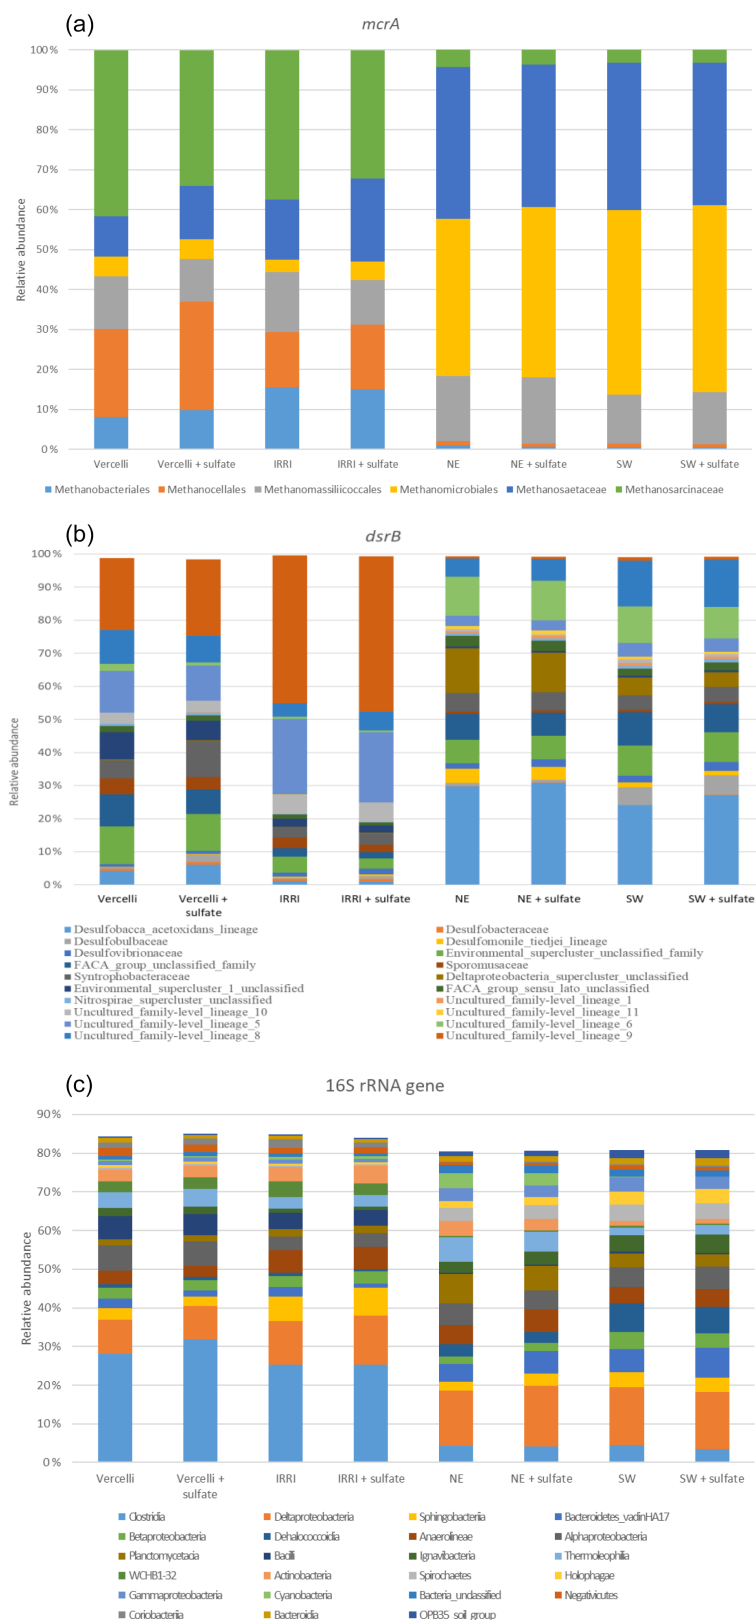 (a)
mcrA
100%
90%
80%
70%
60%
50%
40%
30%
20%
10%
0%
Relative abundance
Vercelli Vercelli + sulfate IRRI IRRI + sulfate NE NE + sulfate SW SW + sulfate
Methanobacteriales Methanocellales Methanomassiliicoccales Methanomicrobiales Methanosaetaceae Methanosarcinaceae
(b)
dsrB
100%
90%
80%
70%
60%
50%
40%
30%
20%
10%
0%
Relative abundance
Vercelli Vercelli + sulfate IRRI IRRI + sulfate NE NE + sulfate SW SW + sulfate
Desulfobacca_acetoxidans_lineage Desulfobacteraceae
Desulfobulbaceae Desulfomonile_tiedjei_lineage
Desulfovibrionaceae Environmental_supercluster_unclassified_family
FACA_group_unclassified_family Sporomusaceae
Syntrophobacteraceae Deltaproteobacteria_supercluster_unclassified
Environmental_supercluster_1_unclassified FACA_group_sensu_lato_unclassified
Nitrospirae_supercluster_unclassified Uncultured_family-level_lineage_1
Uncultured_family-level_lineage_10 Uncultured_family-level_lineage_11
Uncultured_family-level_lineage_5 Uncultured_family-level_lineage_6
Uncultured_family-level_lineage_8 Uncultured_family-level_lineage_9
(c)
16S rRNA gene
90%
80%
70%
60%
50%
40%
30%
20%
10%
0%
Relative abundance
Vercelli Vercelli + sulfate IRRI IRRI + sulfate NE NE + sulfate SW SW + sulfate
Clostridia Deltaproteobacteria Sphingobacteriia Bacteroidetes_vadinHA17
Betaproteobacteria Dehalococcoidia Anaerolineae Alphaproteobacteria
Planctomycetacia Bacilli Ignavibacteria Thermoleophilia
WCHB1-32 Actinobacteria Spirochaetes Holophagae
Gammaproteobacteria Cyanobacteria Bacteria_unclassified Negativicutes
Coriobacteriia Bacteroidia OPB35_soil_group